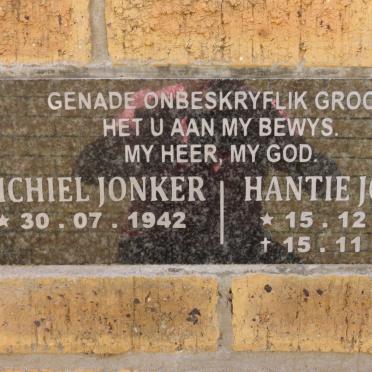 GENADE ONBESKRYFLIK GROO
HET U AAN MY BEWYS.
MY HEER, MY GOD.
ICHIEL JONKER HANTIE J
★ 30 . 07 . 1942 ★ 15 . 12
✝ 15 . 11